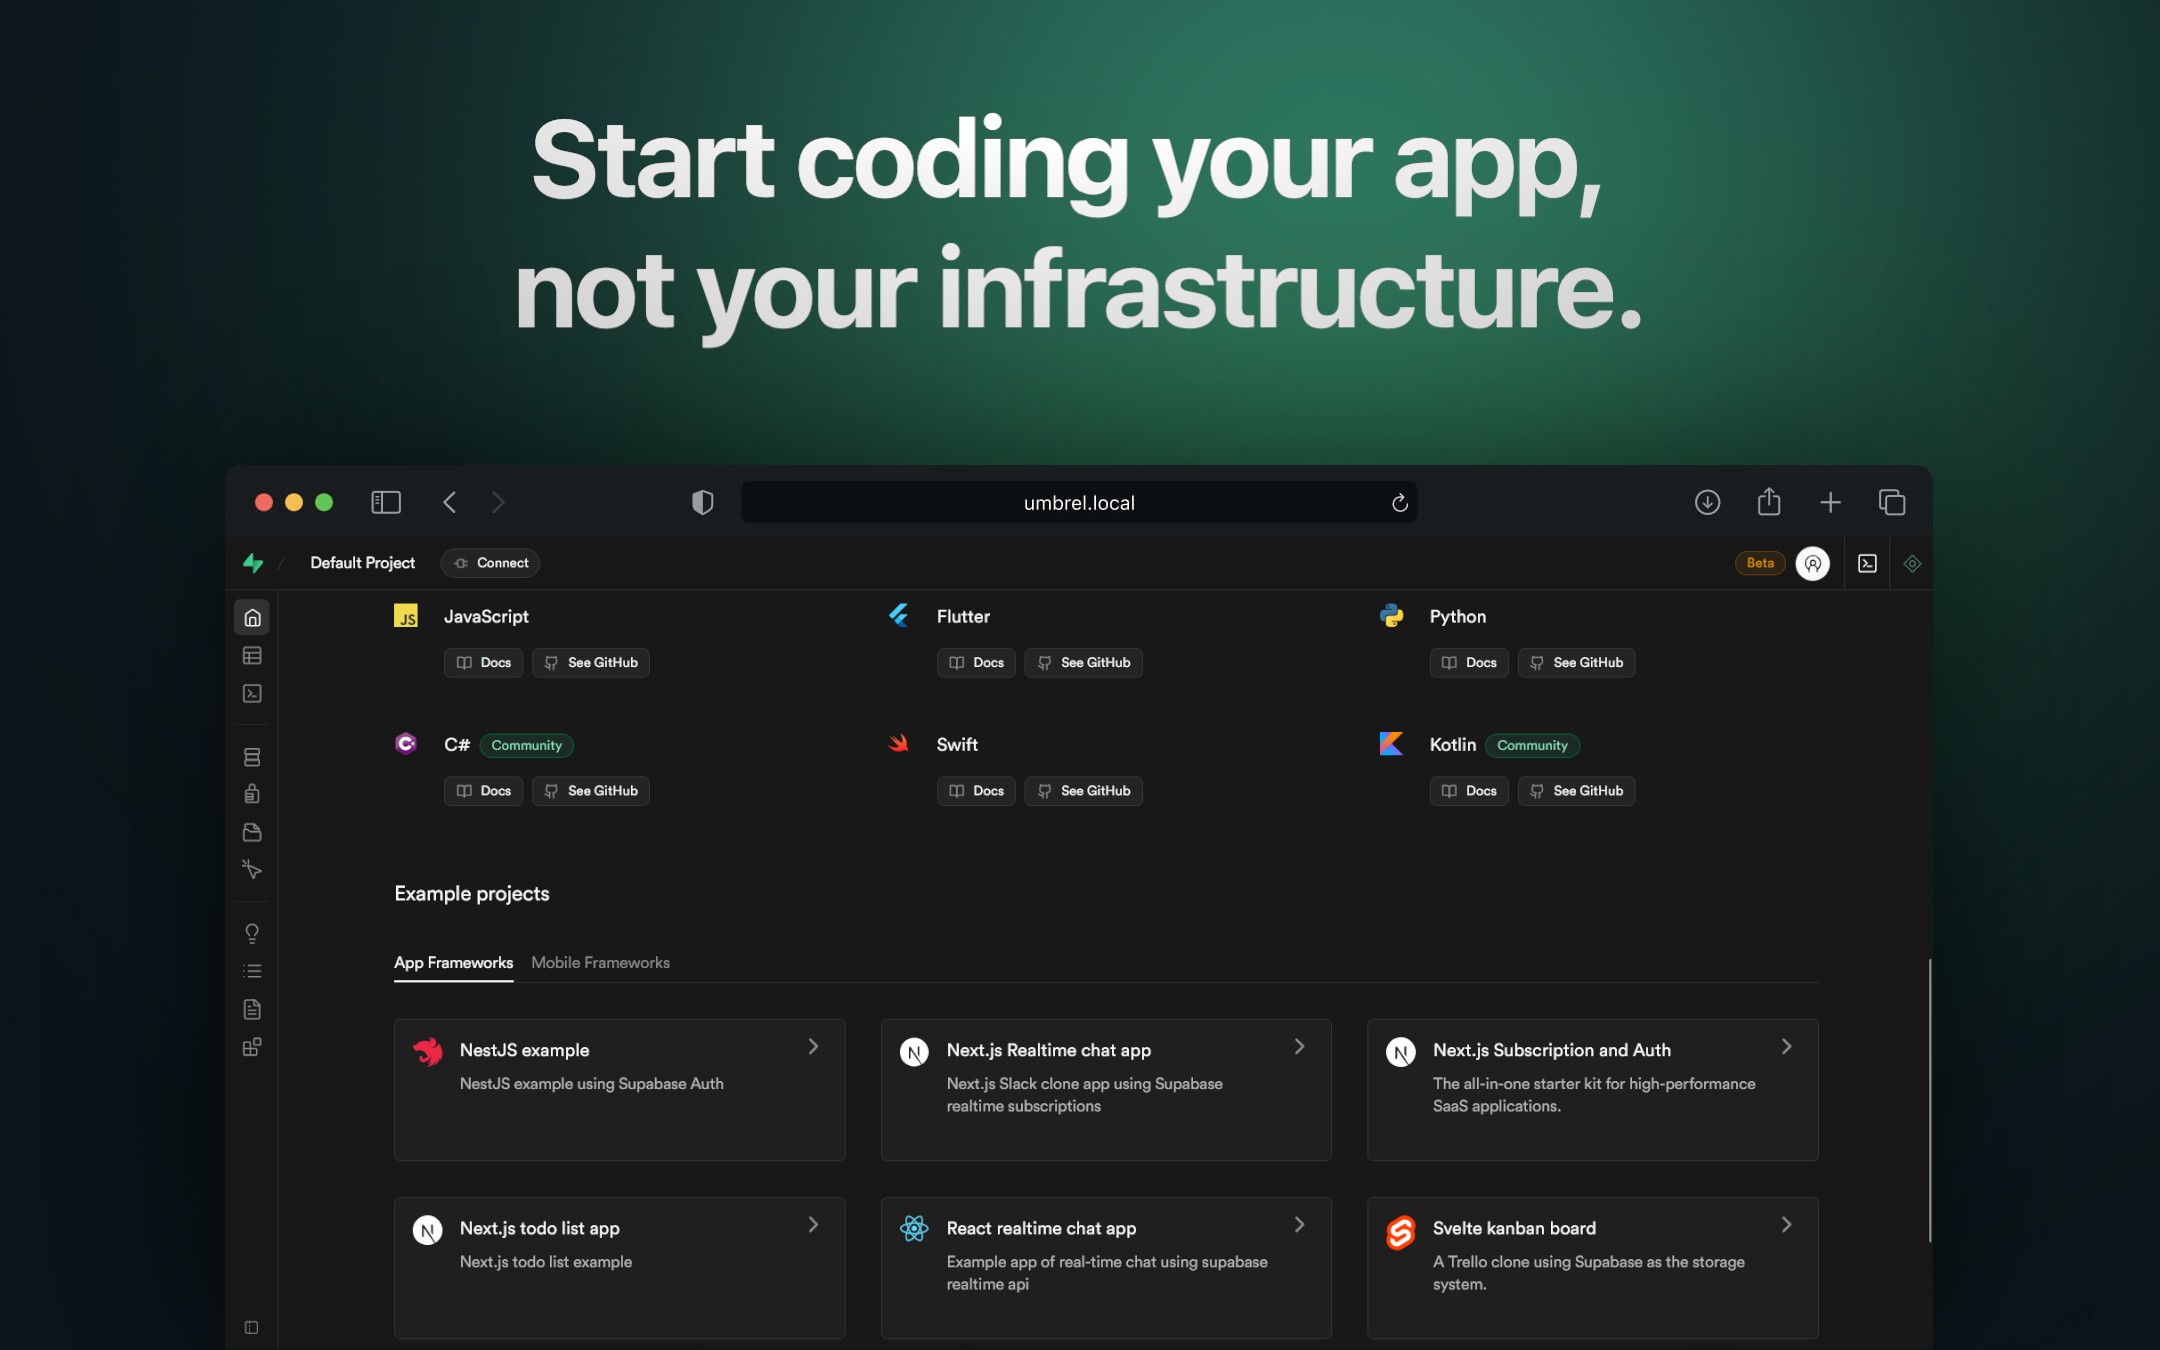 Start coding your app,
not your infrastructure.
umbrel.local
Default Project
Connect
Beta
JS
JavaScript
Flutter
Python
Docs
See GitHub
Docs
See GitHub
Docs
See GitHub
C#
Community
Swift
Kotlin
Community
Docs
See GitHub
Docs
See GitHub
Docs
See GitHub
Example projects
App Frameworks
Mobile Frameworks
NestJS example
NestJS example using Supabase Auth
Next.js Realtime chat app
Next.js Slack clone app using Supabase
realtime subscriptions
Next.js Subscription and Auth
The all-in-one starter kit for high-performance
SaaS applications.
Next.js todo list app
Next.js todo list example
React realtime chat app
Example app of real-time chat using supabase
realtime api
Svelte kanban board
A Trello clone using Supabase as the storage
system.